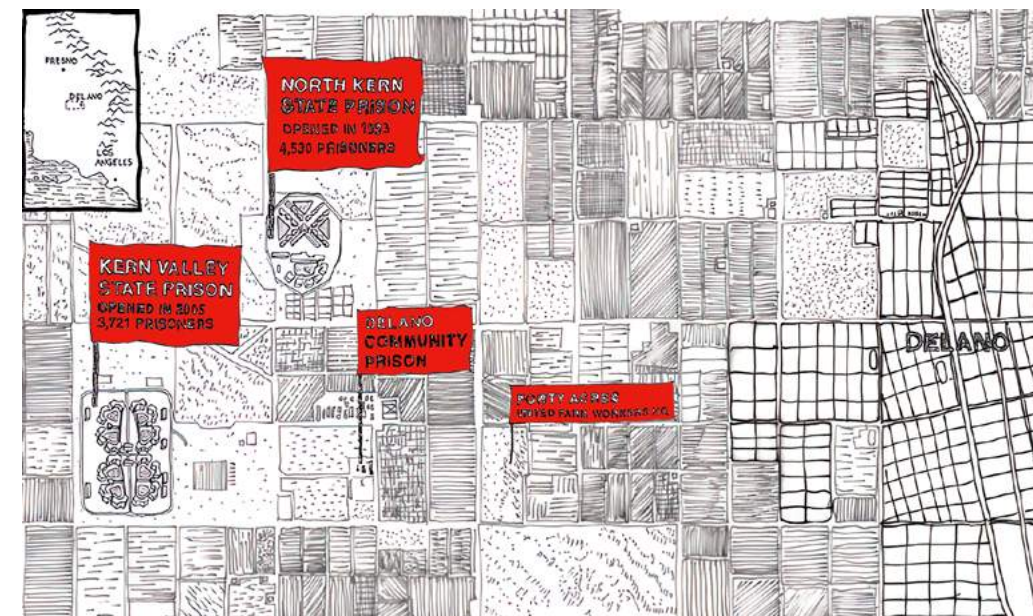 FRESNO
DELANO
LOS
ANGELES
NORTH KERN
STATE PRISON
OPENED IN 1993
4,530 PRISONERS
KERN VALLEY
STATE PRISON
OPENED IN 2005
3,721 PRISONERS
DELANO
COMMUNITY
PRISON
FORTY ACRES
UNITED FARM WORKERS
DELANO